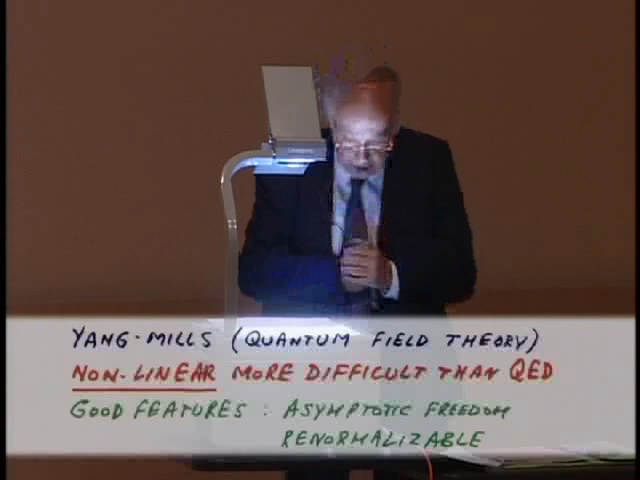 YANG-MILLS (QUANTUM FIELD THEORY)
NON-LINEAR MORE DIFFICULT THAN QED
GOOD FEATURES : ASYMPTOTIC FREEDOM
RENORMALIZABLE